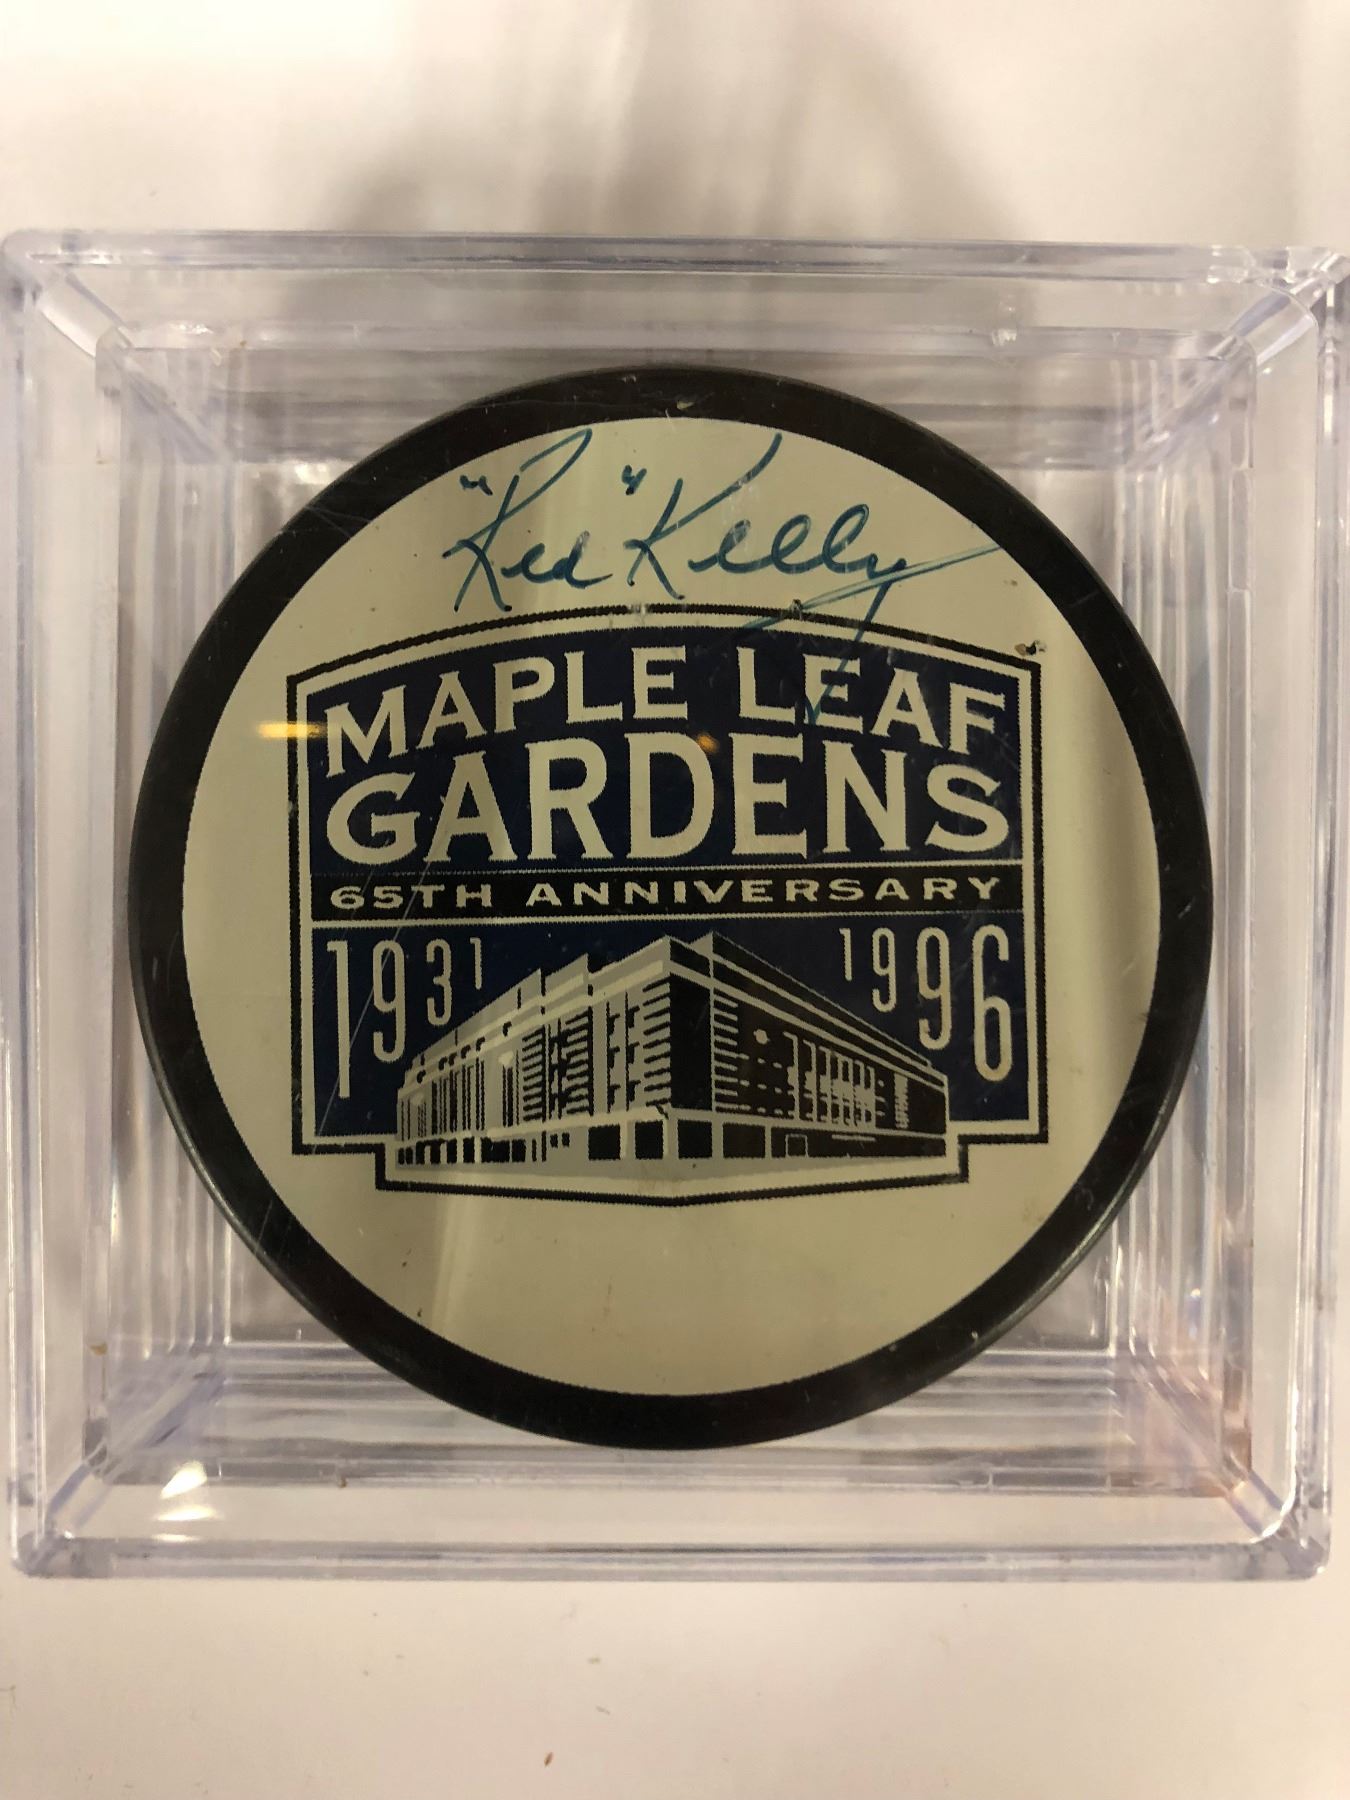 "Red" Kelly
MAPLE LEAF
GARDENS
65TH ANNIVERSARY
1931 1996